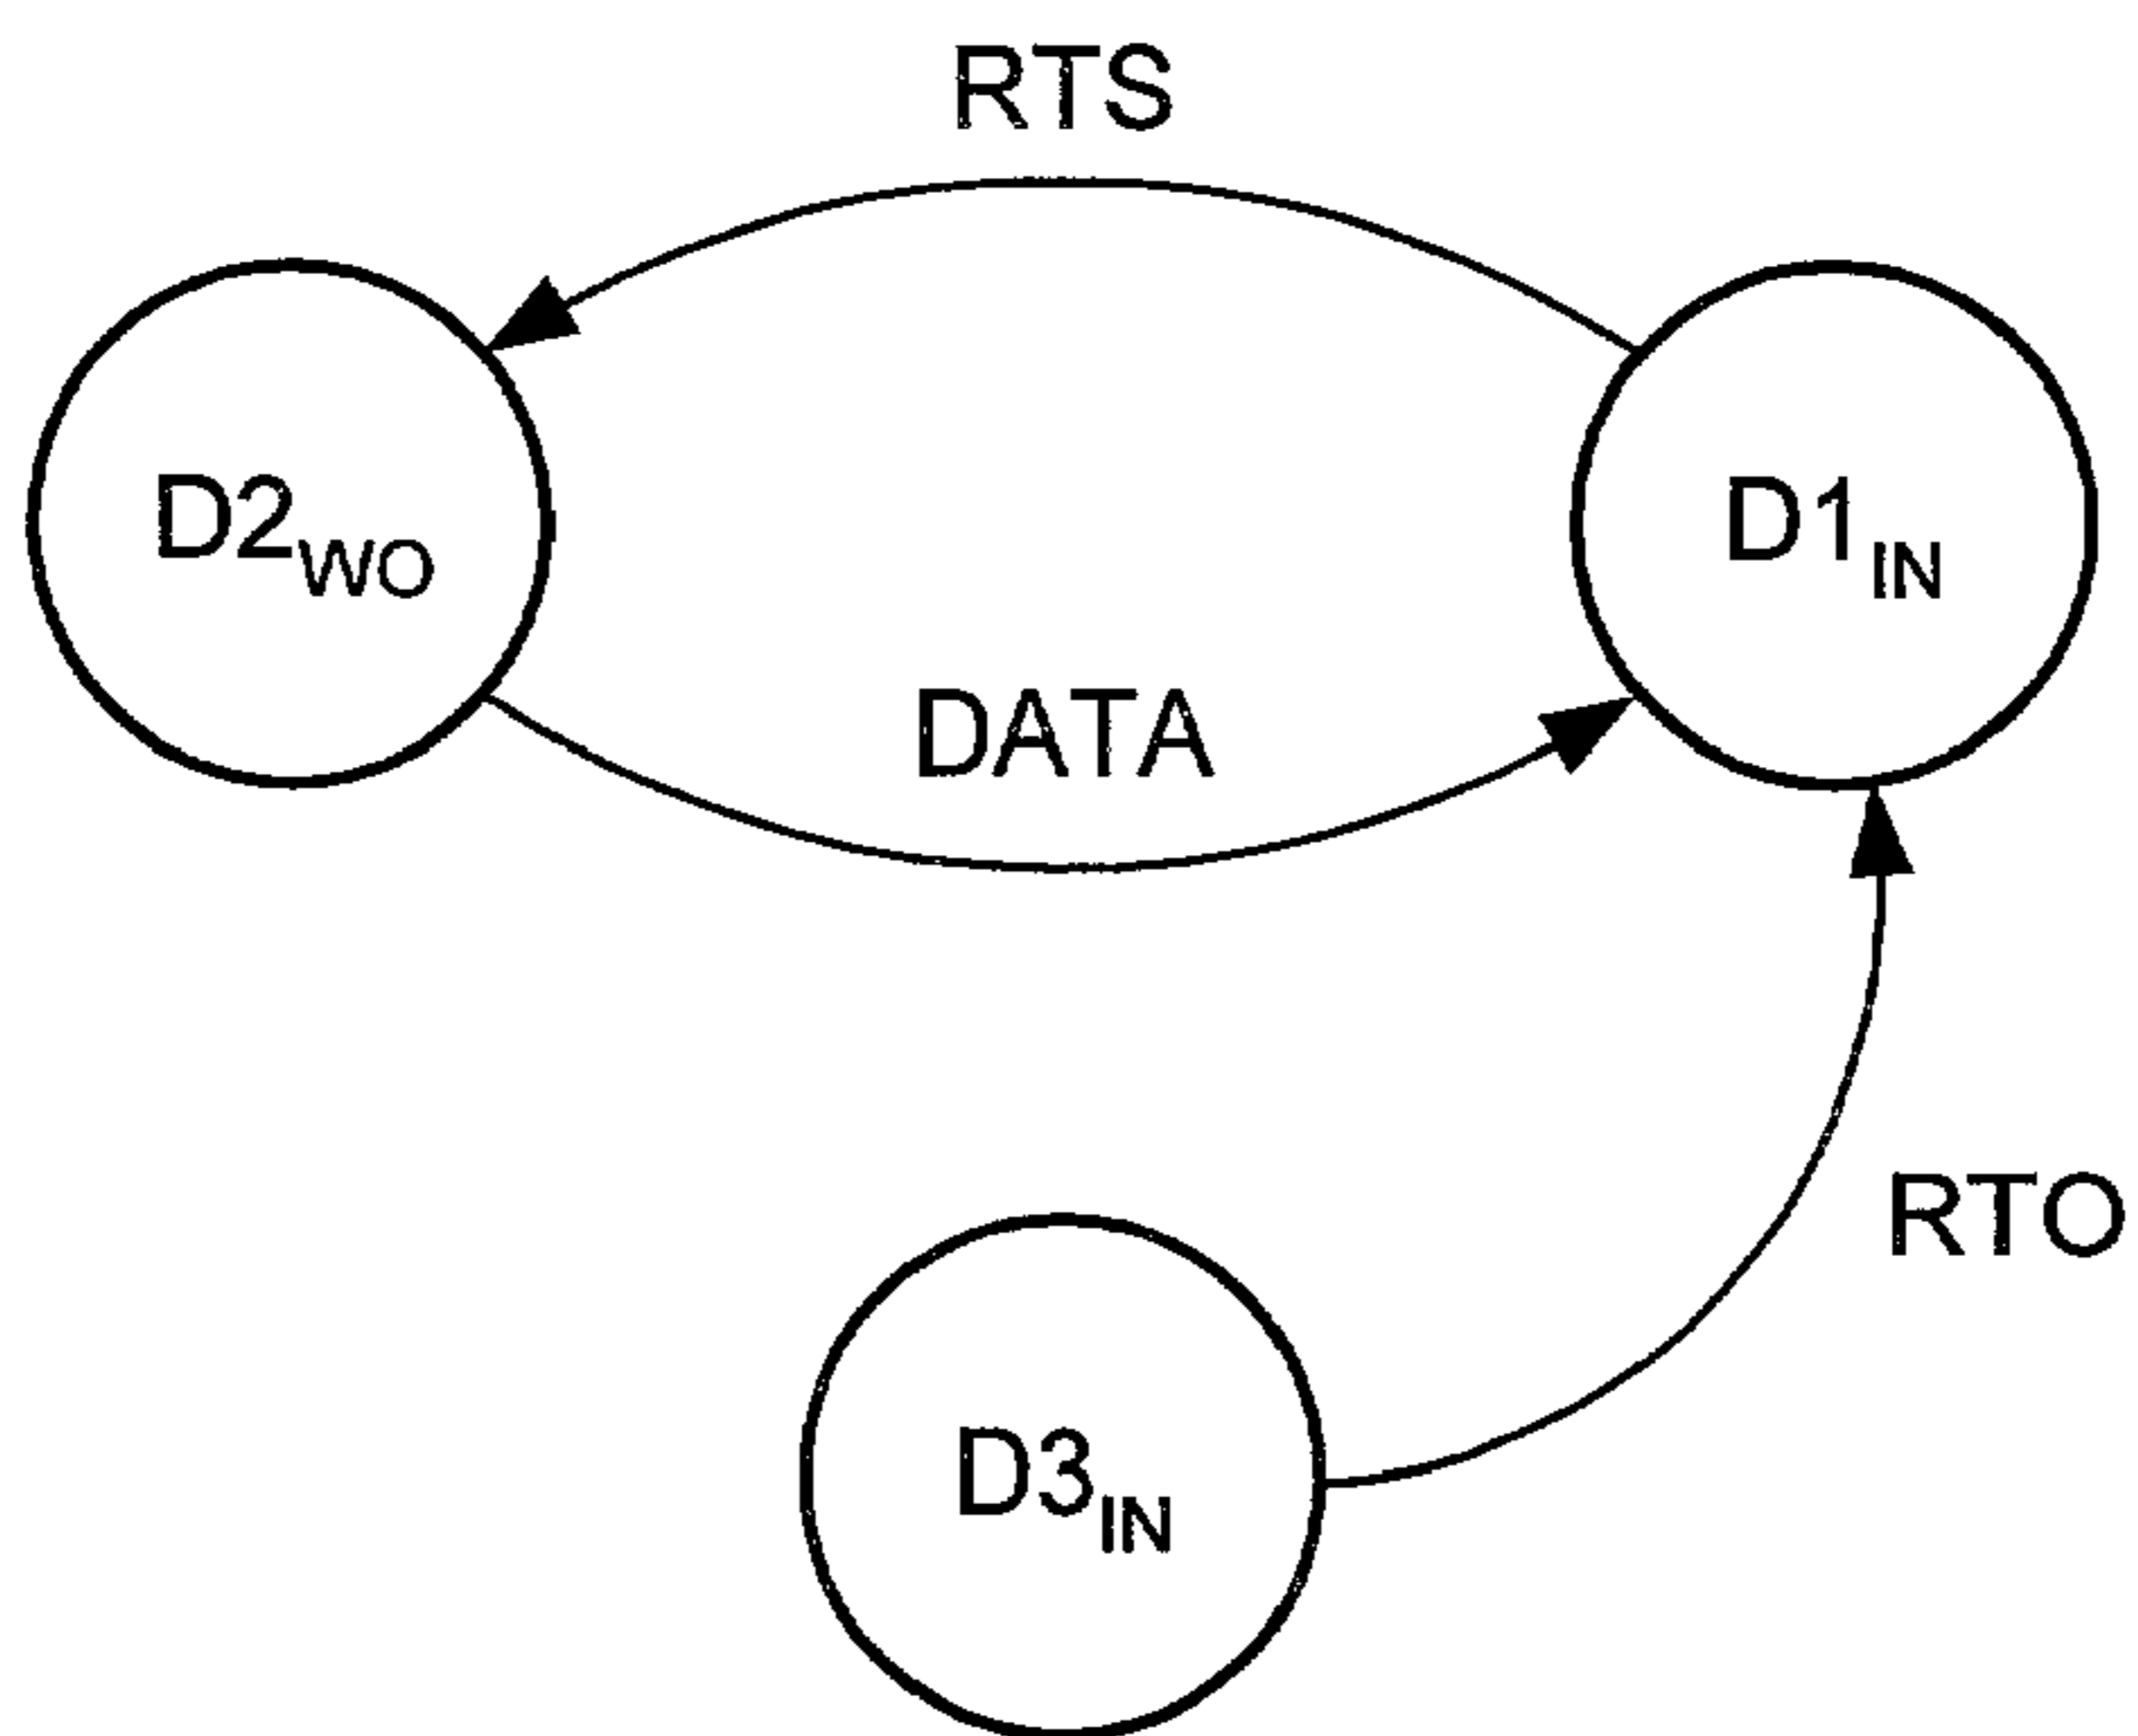 RTS
D2WO
D1IN
DATA
RTO
D3IN